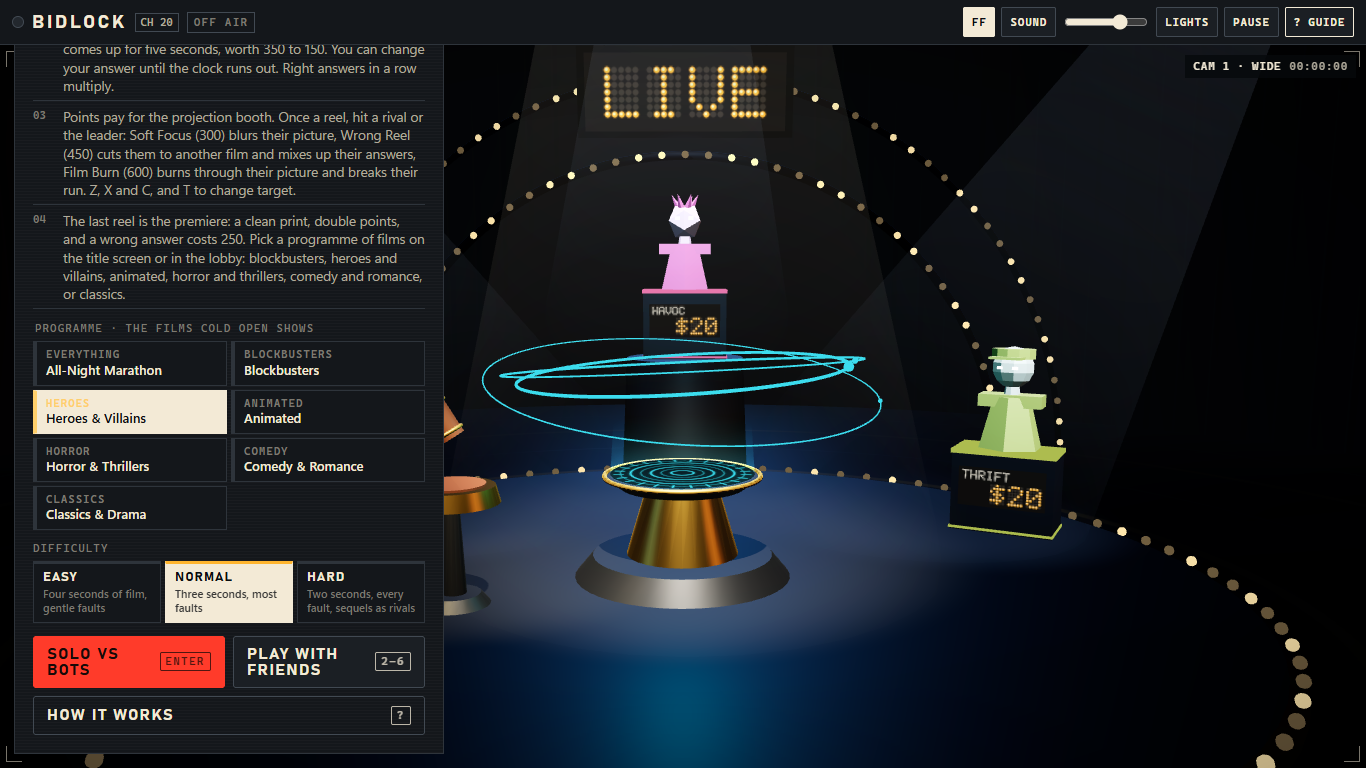 BIDLOCK CH 20 OFF AIR
FF SOUND LIGHTS PAUSE ? GUIDE
CAM 1 · WIDE 00:00:00
comes up for five seconds, worth 350 to 150. You can change
your answer until the clock runs out. Right answers in a row
multiply.
03 Points pay for the projection booth. Once a reel, hit a rival or
the leader: Soft Focus (300) blurs their picture, Wrong Reel
(450) cuts them to another film and mixes up their answers,
Film Burn (600) burns through their picture and breaks their
run. Z, X and C, and T to change target.
04 The last reel is the premiere: a clean print, double points,
and a wrong answer costs 250. Pick a programme of films on
the title screen or in the lobby: blockbusters, heroes and
villains, animated, horror and thrillers, comedy and romance,
or classics.
PROGRAMME · THE FILMS COLD OPEN SHOWS
EVERYTHING
All-Night Marathon
BLOCKBUSTERS
Blockbusters
HEROES
Heroes & Villains
ANIMATED
Animated
HORROR
Horror & Thrillers
COMEDY
Comedy & Romance
CLASSICS
Classics & Drama
DIFFICULTY
EASY
Four seconds of film,
gentle faults
NORMAL
Three seconds, most
faults
HARD
Two seconds, every
fault, sequels as rivals
SOLO VS
BOTS
ENTER
PLAY WITH
FRIENDS
2–6
HOW IT WORKS ?
LIVE
HAVOC
$20
THRIFT
$20